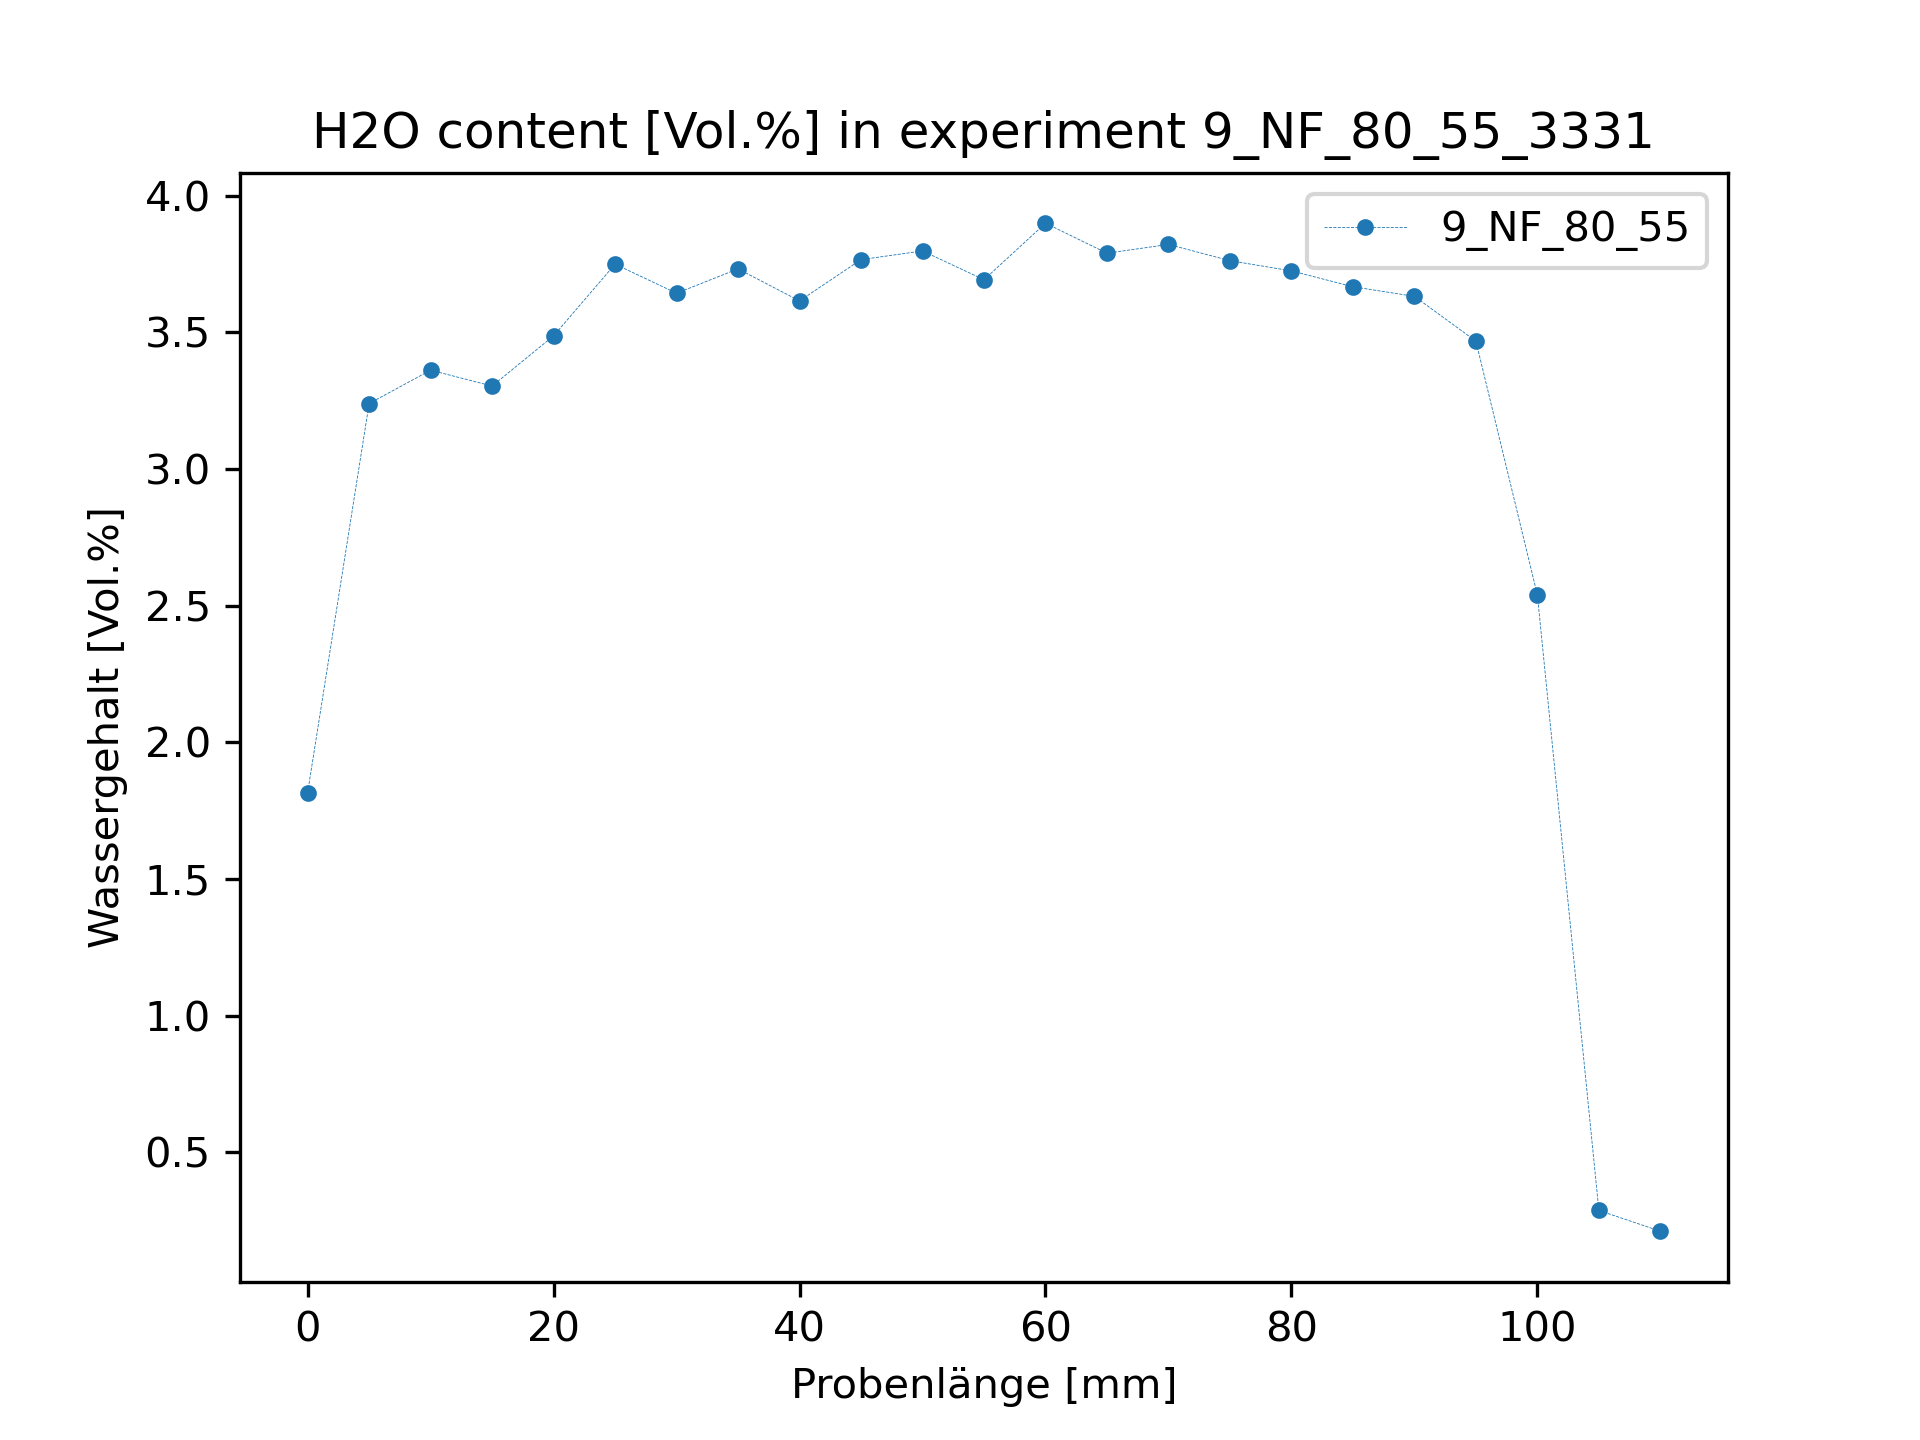 H2O content [Vol.%] in experiment 9_NF_80_55_3331
9_NF_80_55
4.0
3.5
3.0
2.5
2.0
1.5
1.0
0.5
Wassergehalt [Vol.%]
0 20 40 60 80 100
Probenlänge [mm]